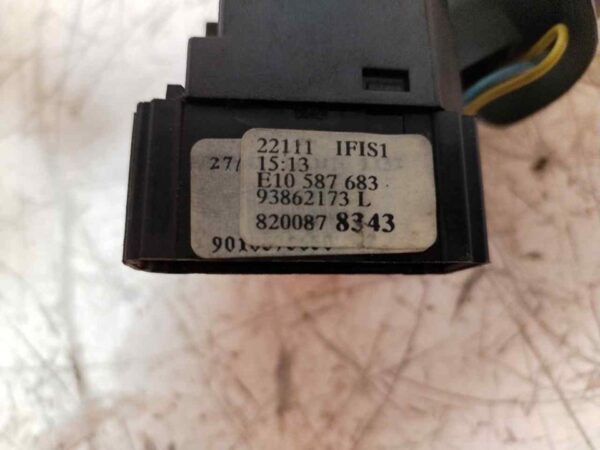 22111 IFIS1
27/
15:13
E10 587 683
93862173 L
820087 8343